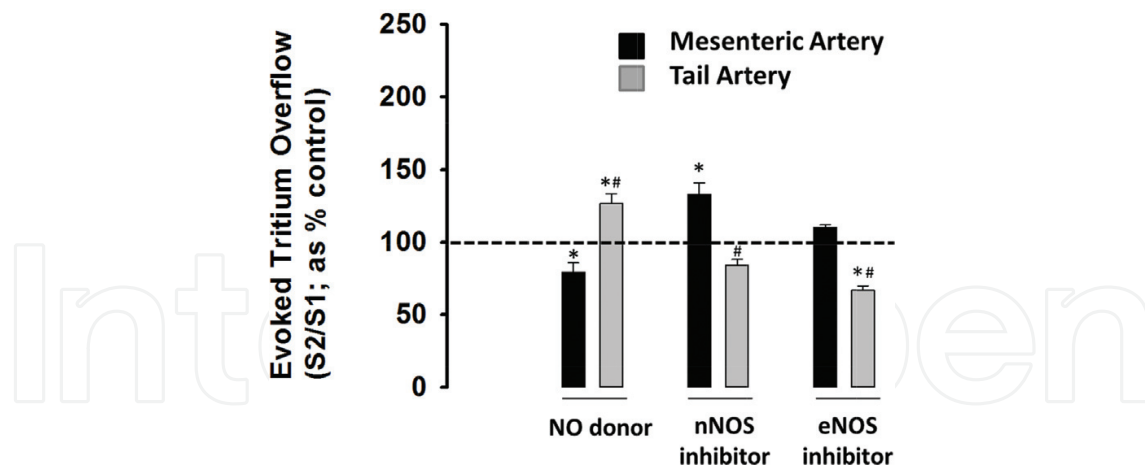 250
200
150
100
50
0
Evoked Tritium Overflow
(S2/S1; as % control)
Mesenteric Artery
Tail Artery
*
*#
*
#
*#
NO donor
nNOS
inhibitor
eNOS
inhibitor